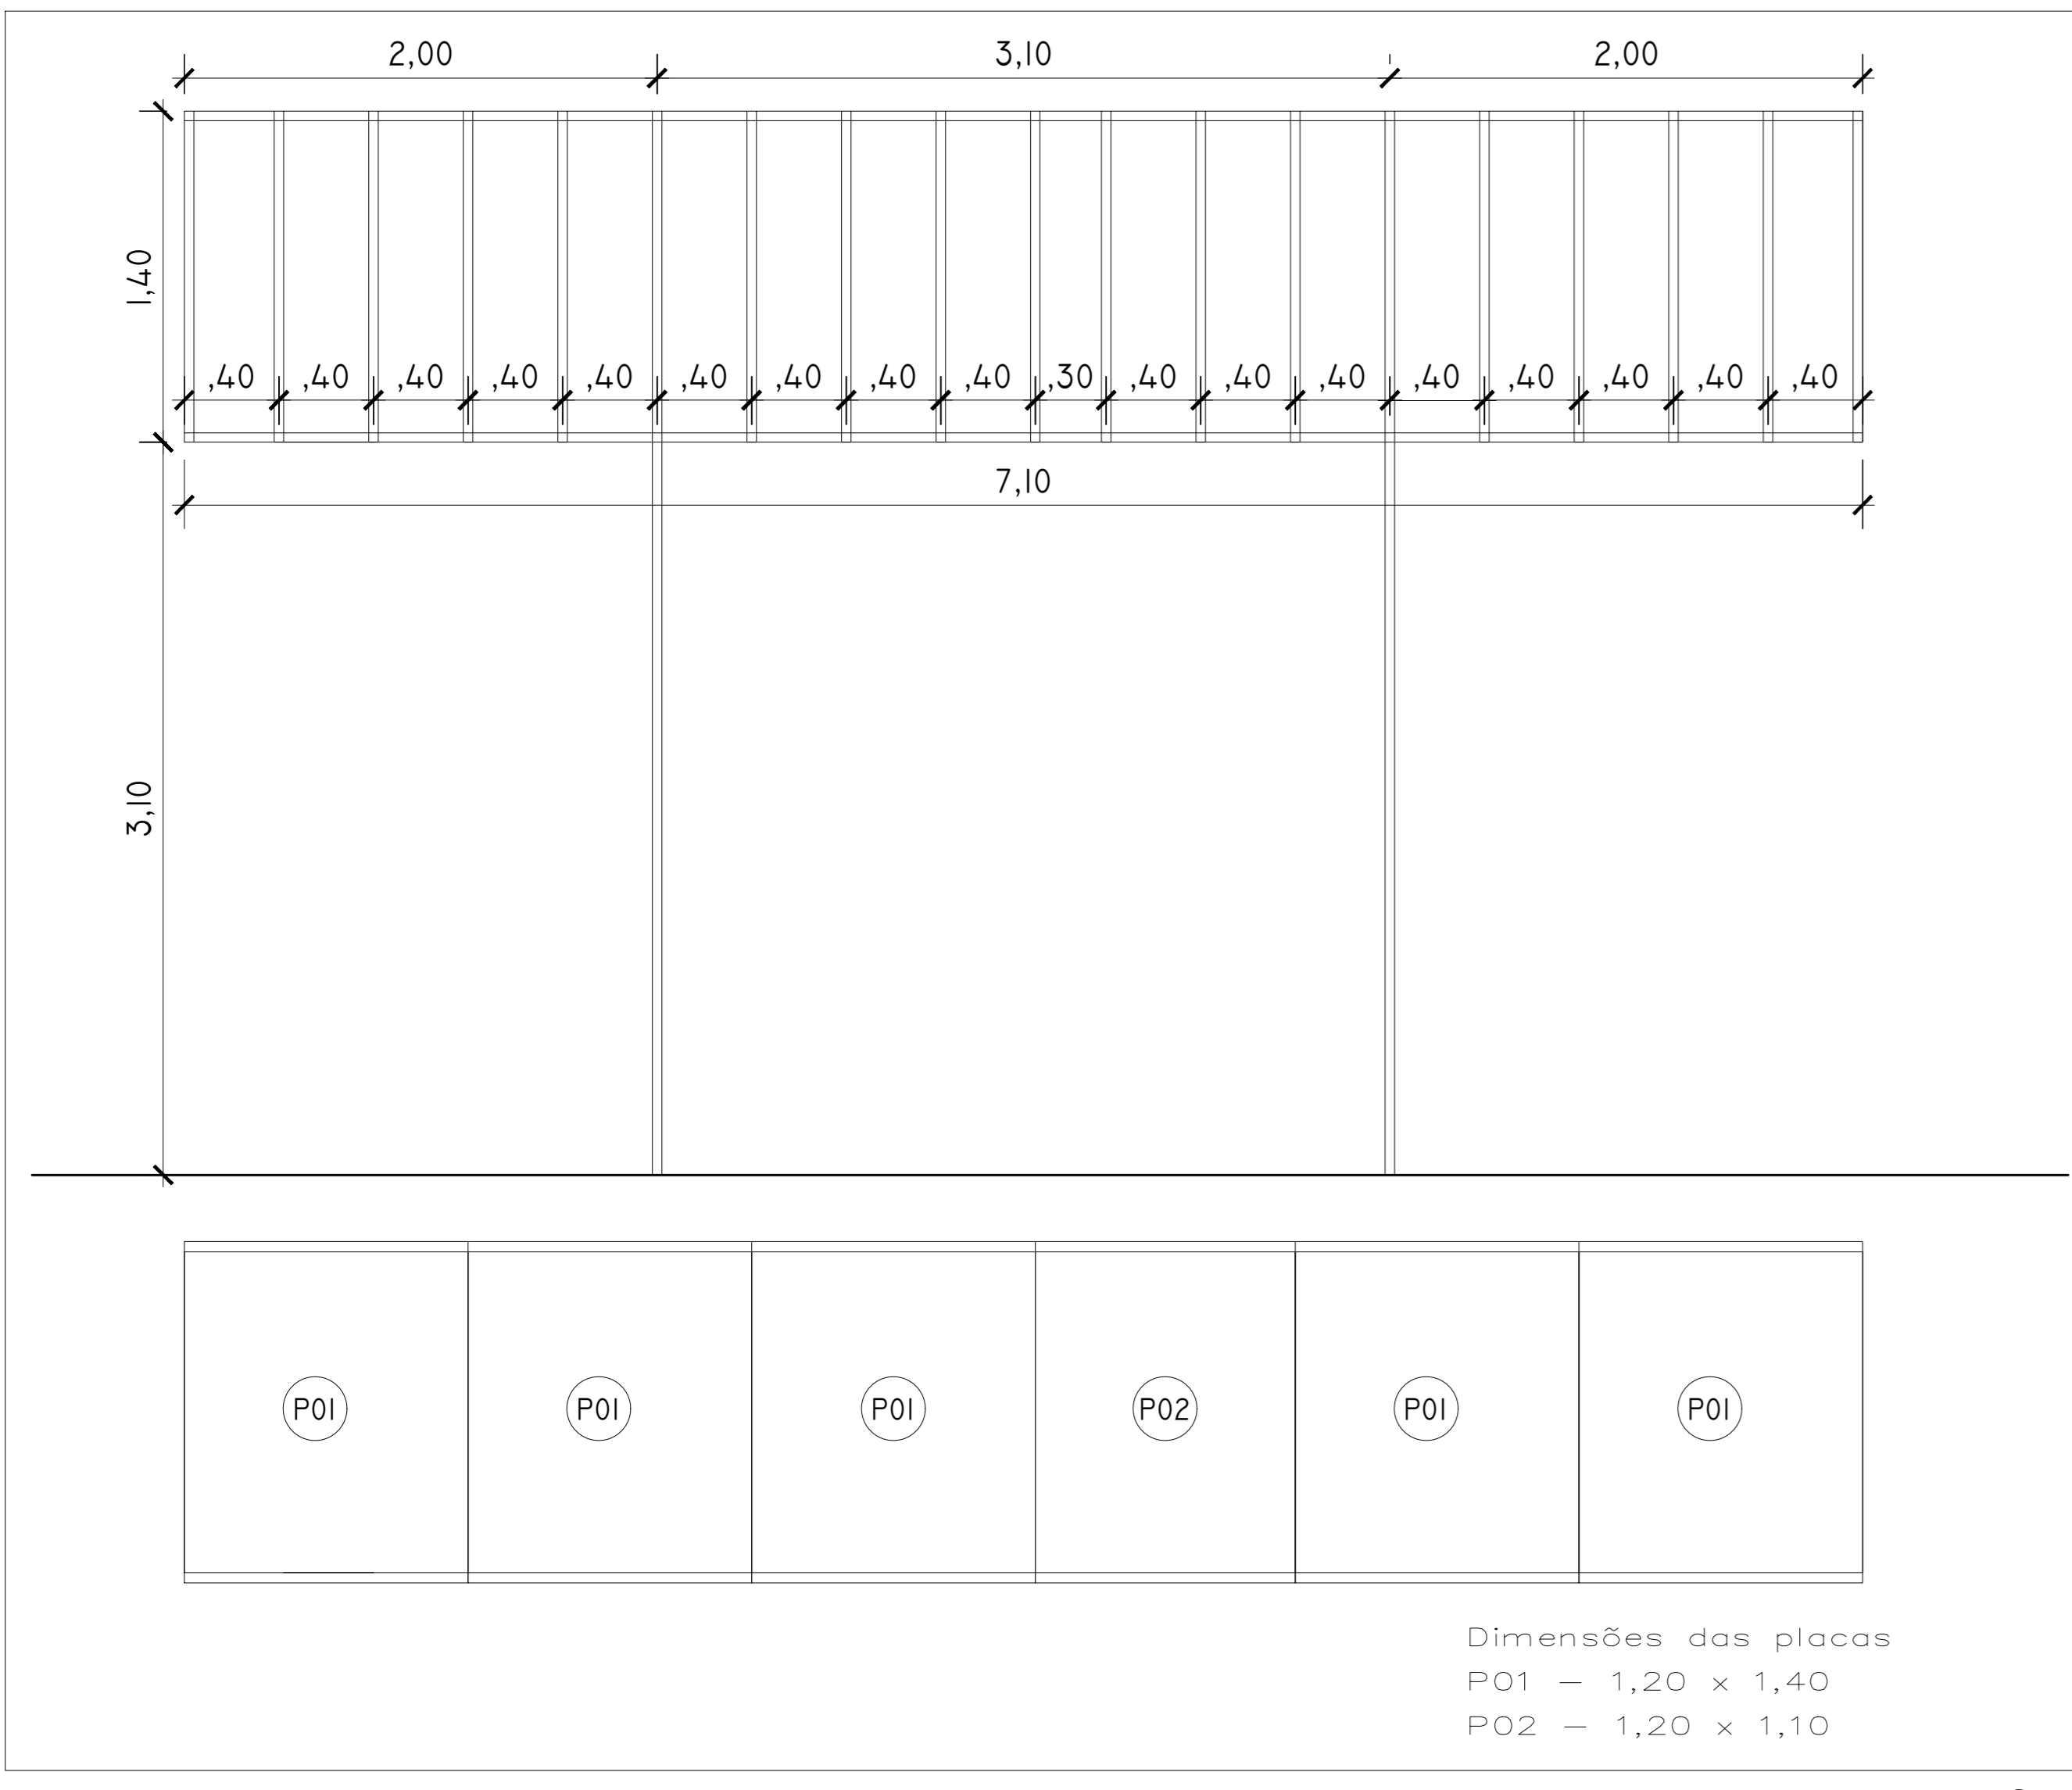 2,00 3,10 2,00
1,40
,40 ,40 ,40 ,40 ,40 ,40 ,40 ,40 ,40 ,30 ,40 ,40 ,40 ,40 ,40 ,40 ,40 ,40
7,10
3,10
P01 P01 P01 P02 P01 P01
Dimensões das placas
P01 – 1,20 x 1,40
P02 – 1,20 x 1,10